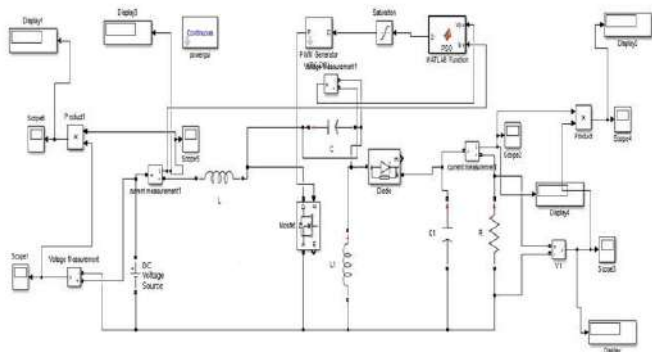 Display1
Display3
Continuous
powergui
Saturation
PWM Generator
Voltage Measurement1
PSO
MATLAB Function
Display2
Scope6
Product1
Scope5
current measurement1
L
C
Diode
Scope2
current measurement
Product
Scope4
Display4
Mosfet
Scope1
Voltage Measurement
DC
Voltage
Source
L1
C1
R
V1
Scope3
Display